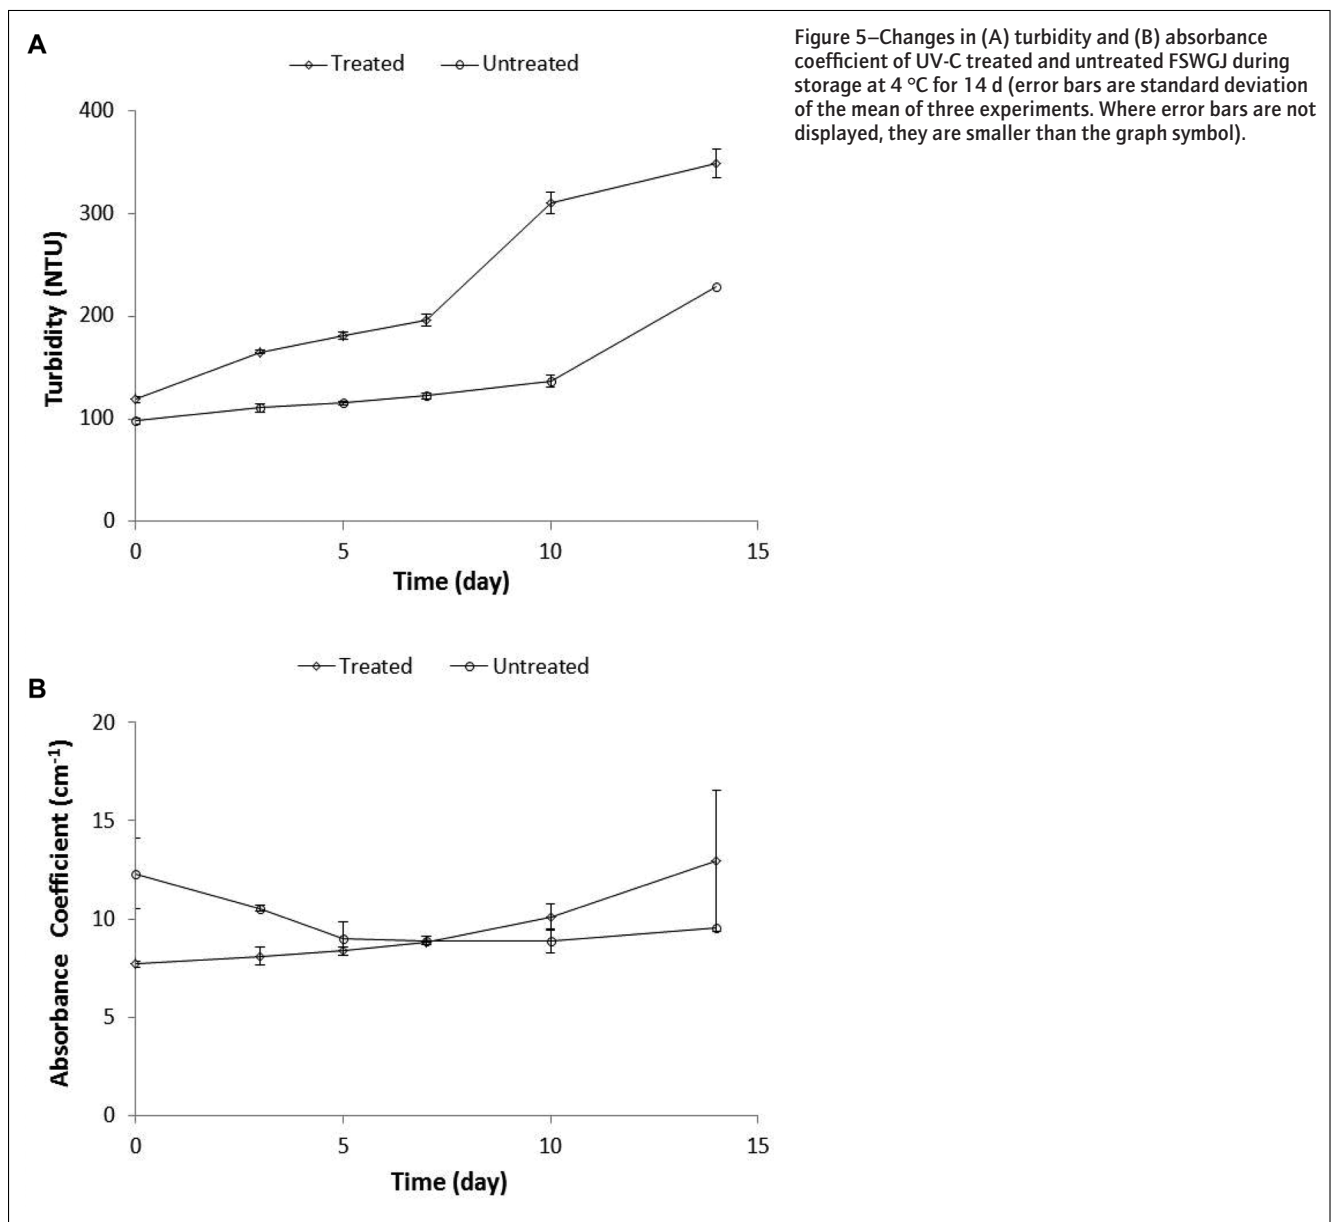 A
Treated
Untreated
Figure 5–Changes in (A) turbidity and (B) absorbance
coefficient of UV-C treated and untreated FSWGJ during
storage at 4 °C for 14 d (error bars are standard deviation
of the mean of three experiments. Where error bars are not
displayed, they are smaller than the graph symbol).
400
300
200
100
0
Turbidity (NTU)
0 5 10 15
Time (day)
Treated
Untreated
B
20
15
10
5
0
Absorbance Coefficient (cm⁻¹)
0 5 10 15
Time (day)